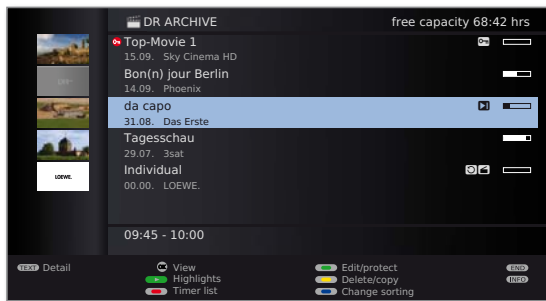 DR ARCHIVE free capacity 68:42 hrs
Top-Movie 1
15.09. Sky Cinema HD
Bon(n) jour Berlin
14.09. Phoenix
da capo
31.08. Das Erste
Tagesschau
29.07. 3sat
Individual
00.00. LOEWE.
LOEWE.
09:45 - 10:00
TEXT Detail
OK View
Highlights
Timer list
Edit/protect
Delete/copy
Change sorting
END
INFO